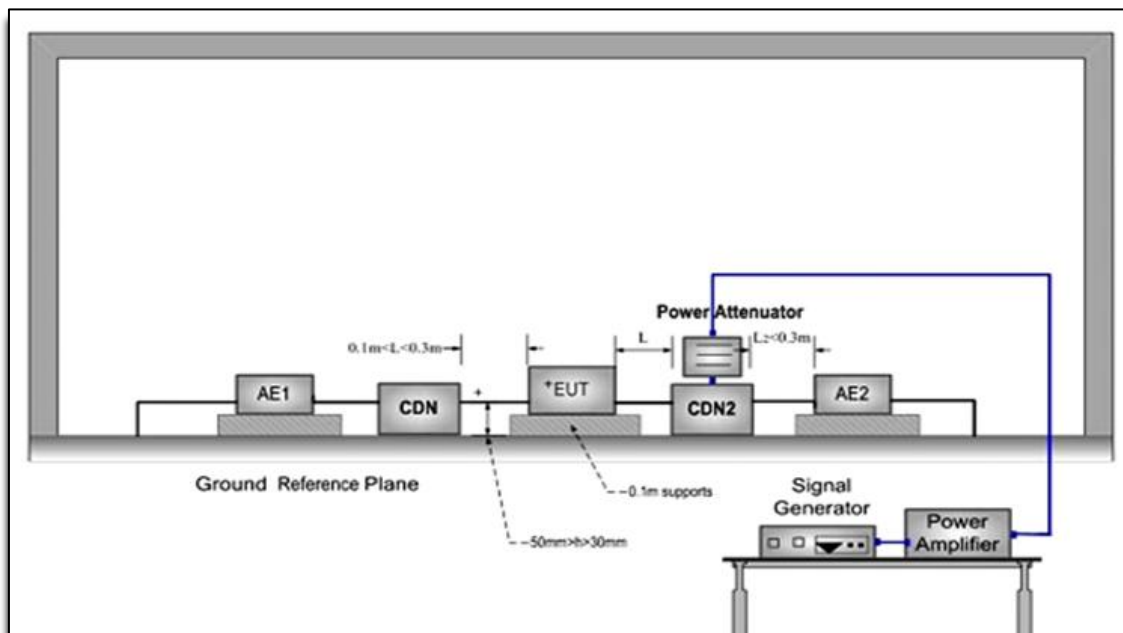 Power Attenuator
0.1m<L<0.3m
L
L2<0.3m
AE1
CDN
+
+EUT
CDN2
AE2
Ground Reference Plane
0.1m supports
50mm>h>30mm
Signal
Generator
Power
Amplifier